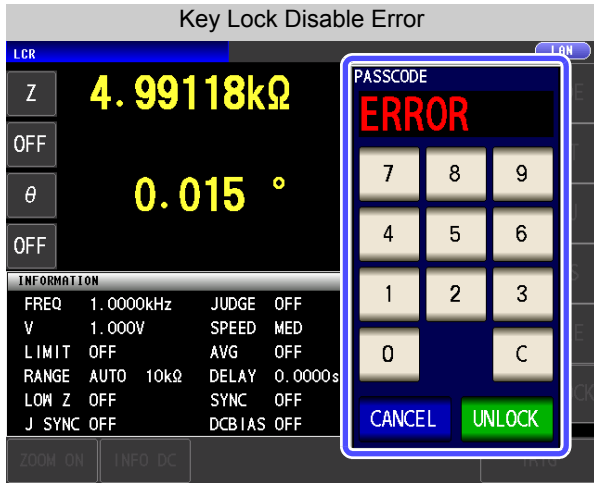 Key Lock Disable Error
LCR
LAN
Z
4.99118kΩ
OFF
θ
0.015 °
OFF
PASSCODE
ERROR
7 8 9
4 5 6
1 2 3
0 C
CANCEL UNLOCK
INFORMATION
FREQ 1.0000kHz JUDGE OFF
V 1.000V SPEED MED
LIMIT OFF AVG OFF
RANGE AUTO 10kΩ DELAY 0.0000s
LOW Z OFF SYNC OFF
J SYNC OFF DCBIAS OFF
ZOOM ON INFO DC